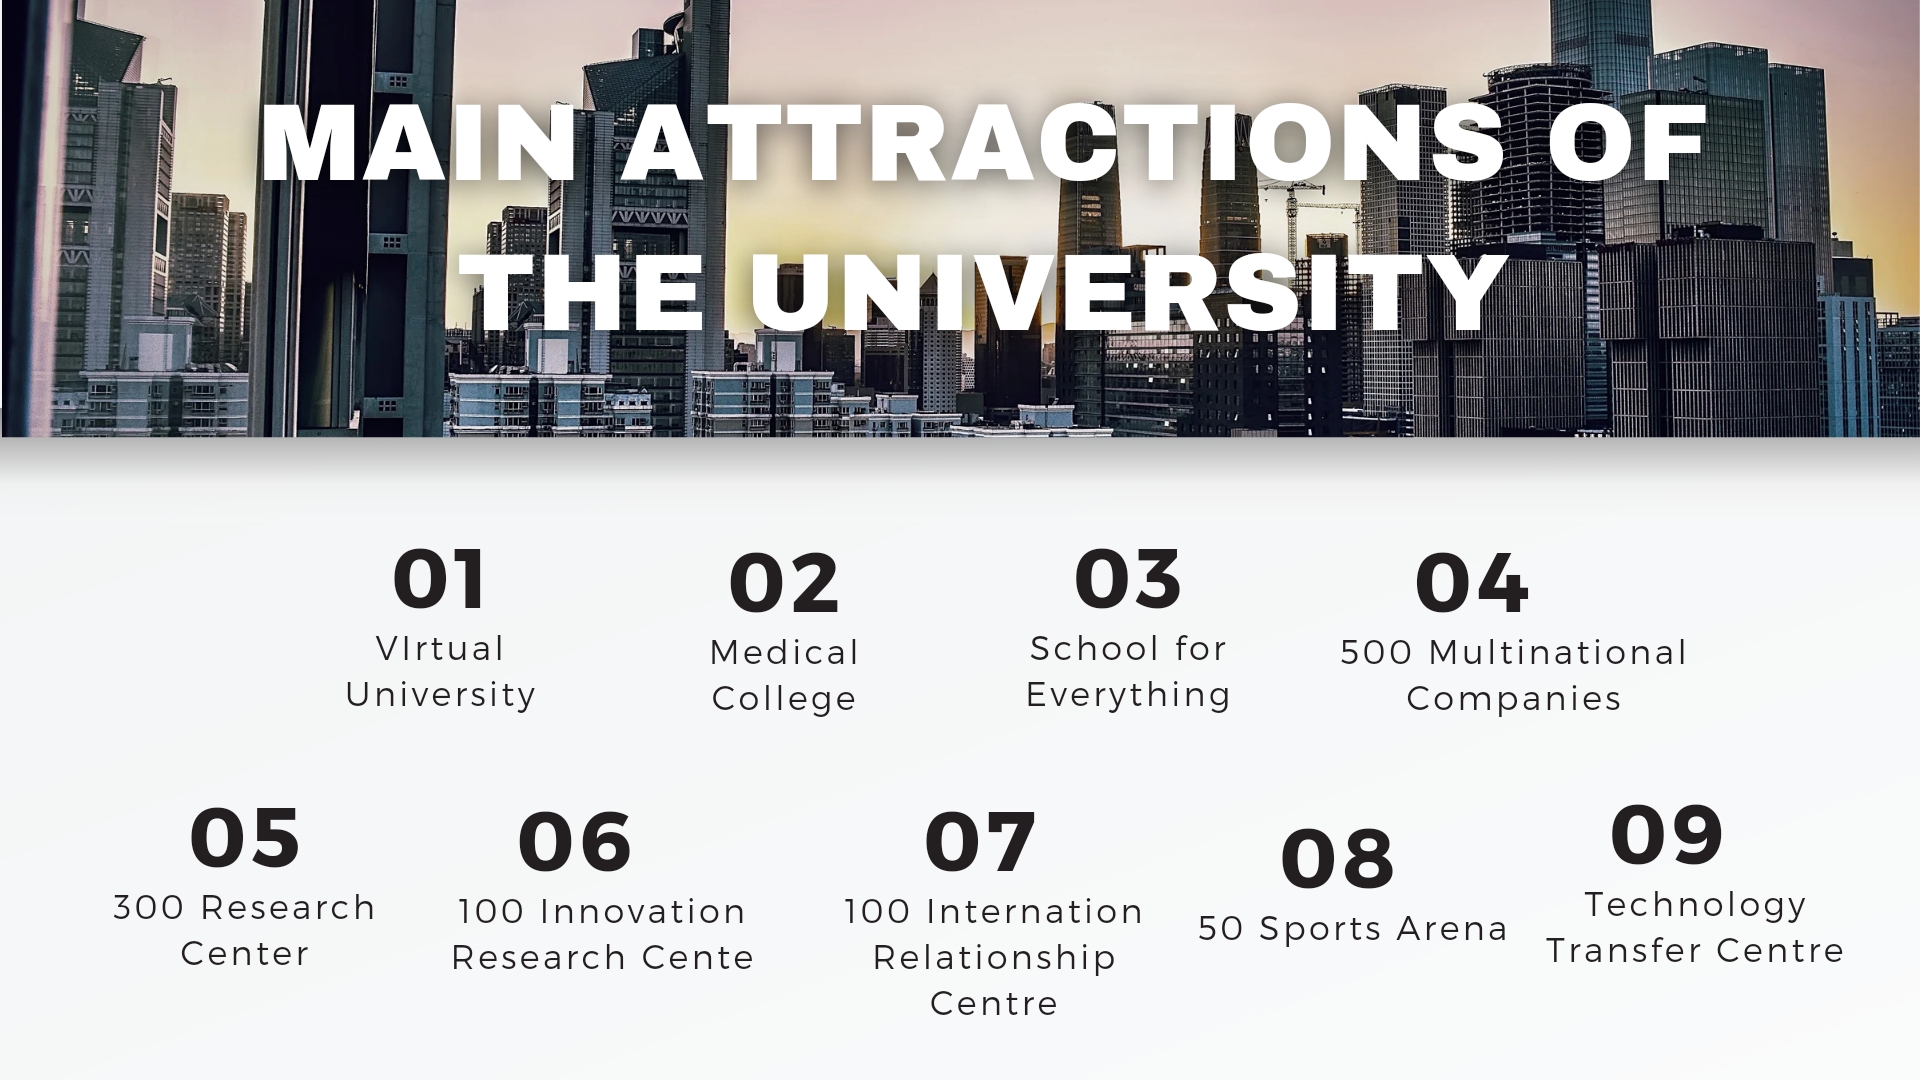 MAIN ATTRACTIONS OF
THE UNIVERSITY
01
VIrtual
University
02
Medical
College
03
School for
Everything
04
500 Multinational
Companies
05
300 Research
Center
06
100 Innovation
Research Cente
07
100 Internation
Relationship
Centre
08
50 Sports Arena
09
Technology
Transfer Centre